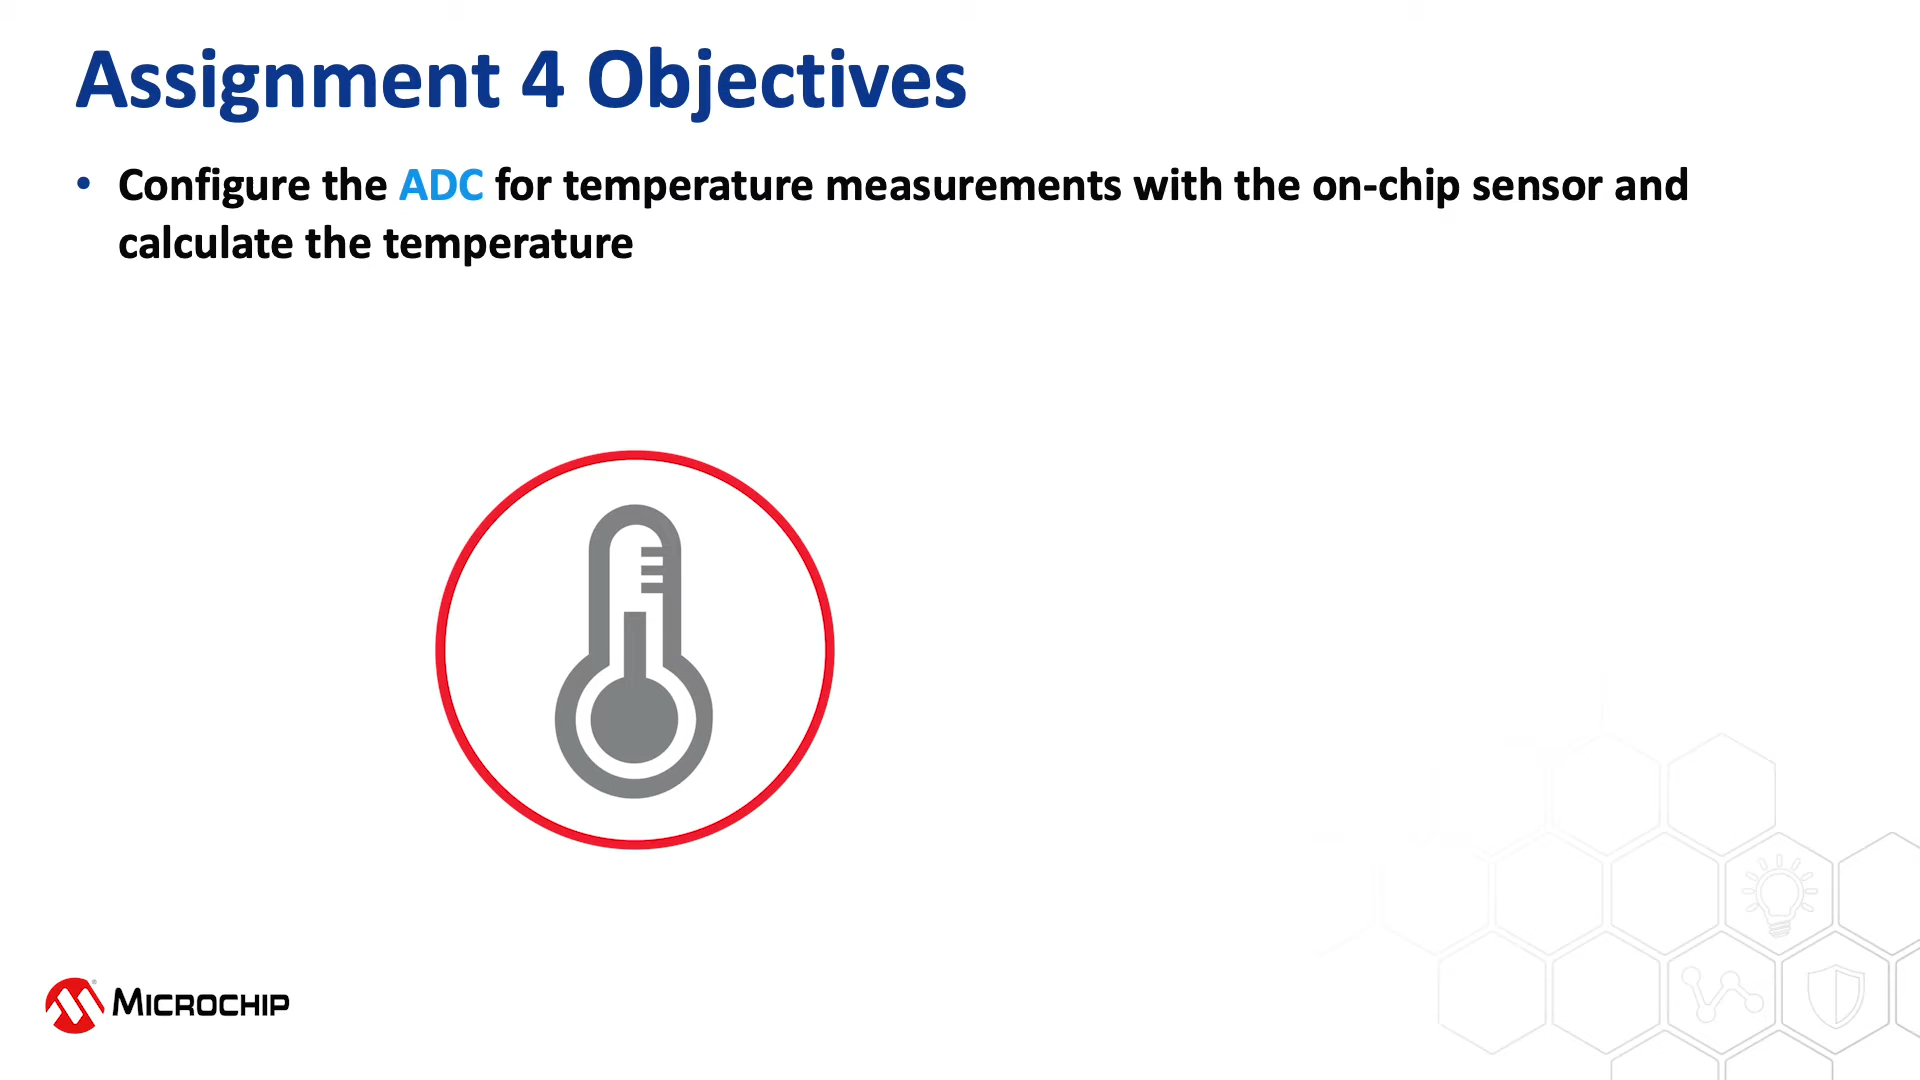 Assignment 4 Objectives
• Configure the ADC for temperature measurements with the on-chip sensor and
calculate the temperature
MICROCHIP